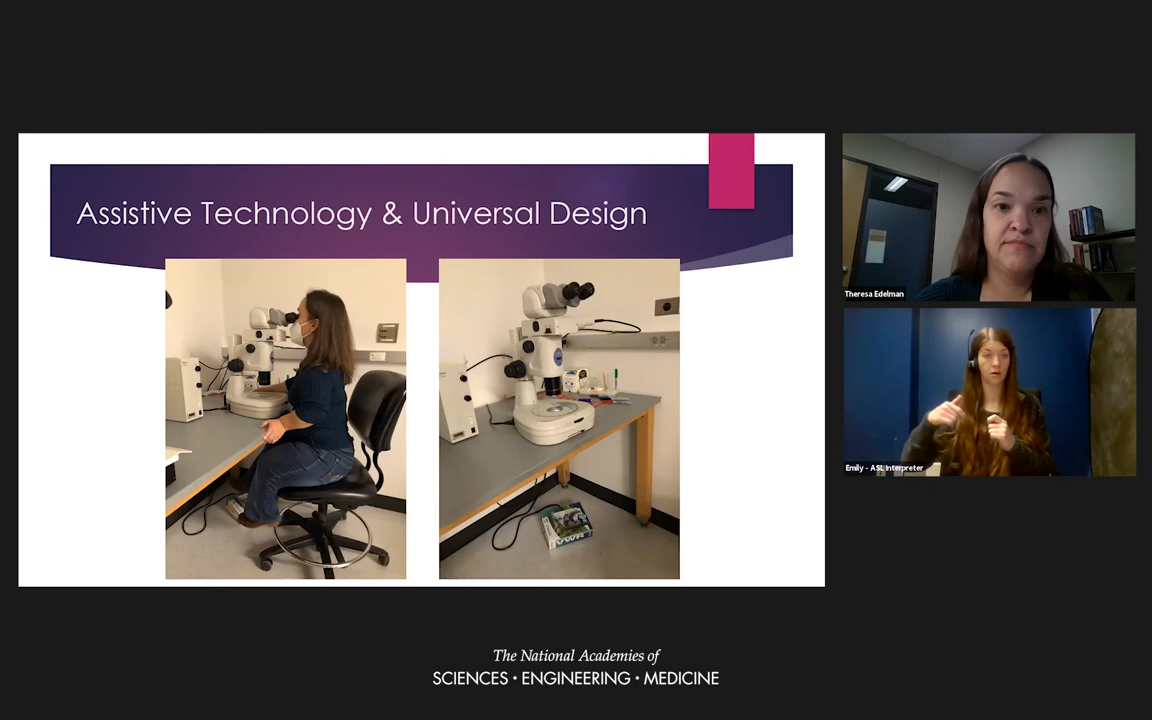 Assistive Technology & Universal Design
Theresa Edelman
Emily - ASL Interpreter
The National Academies of
SCIENCES · ENGINEERING · MEDICINE